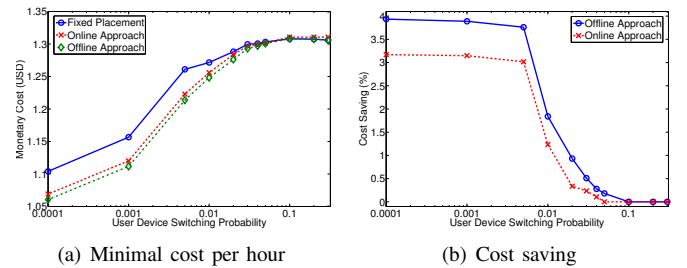 Fixed Placement
Online Approach
Offline Approach
Monetary Cost (USD)
1.4
1.35
1.3
1.25
1.2
1.15
1.1
1.05
0.0001
0.001
0.01
0.1
User Device Switching Probability
(a) Minimal cost per hour
Offline Approach
Online Approach
Cost Saving (%)
4
3.5
3
2.5
2
1.5
1
0.5
0
0.0001
0.001
0.01
0.1
User Device Switching Probability
(b) Cost saving